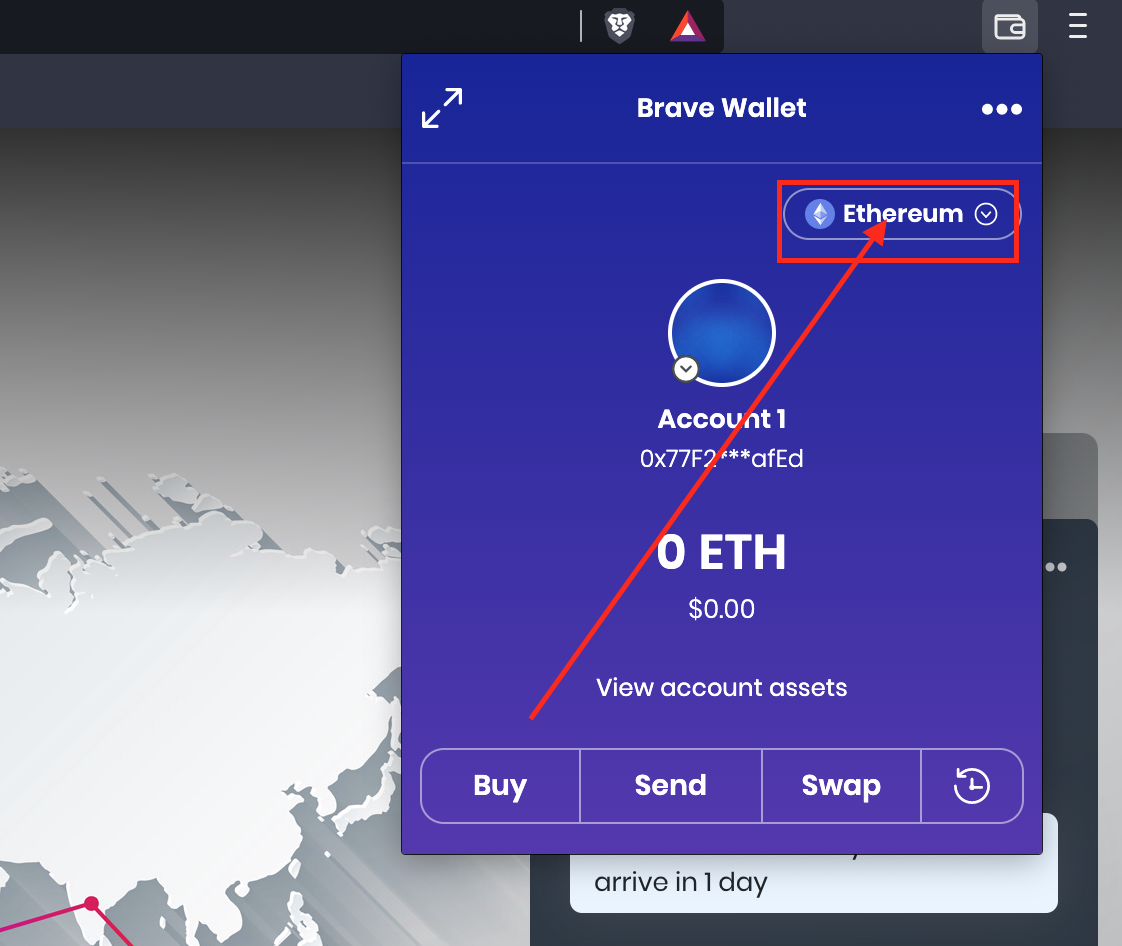 Brave Wallet
Ethereum
Account 1
0x77F2***afEd
0 ETH
$0.00
View account assets
Buy
Send
Swap
arrive in 1 day